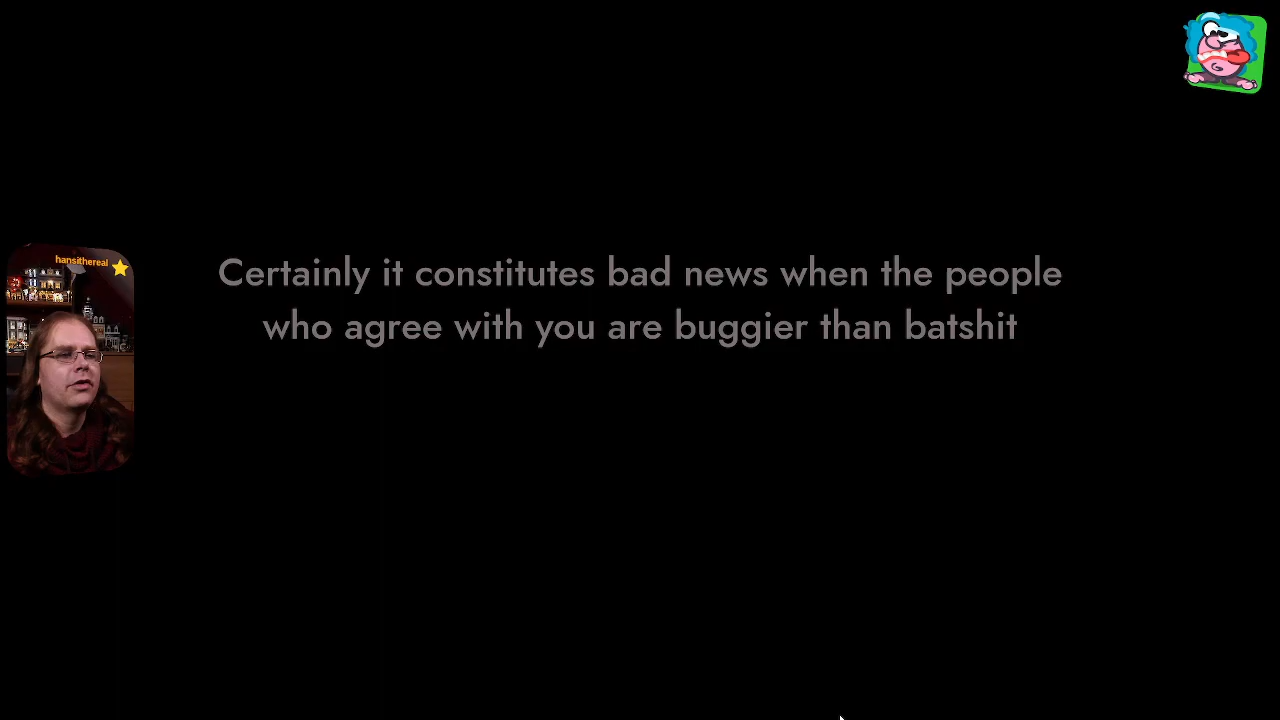 hansithereal
Certainly it constitutes bad news when the people
who agree with you are buggier than batshit